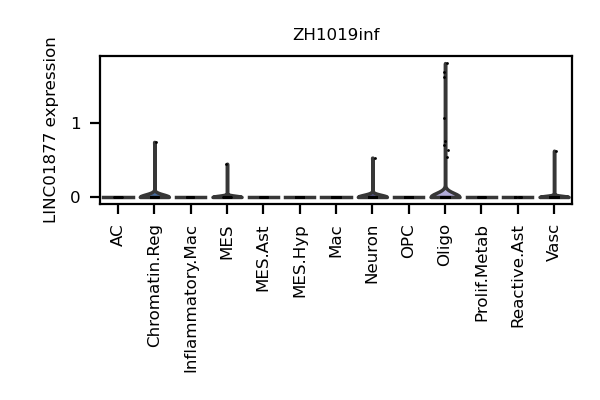 ZH1019inf
LINC01877 expression
1
0
AC
Chromatin.Reg
Inflammatory.Mac
MES
MES.Ast
MES.Hyp
Mac
Neuron
OPC
Oligo
Prolif.Metab
Reactive.Ast
Vasc